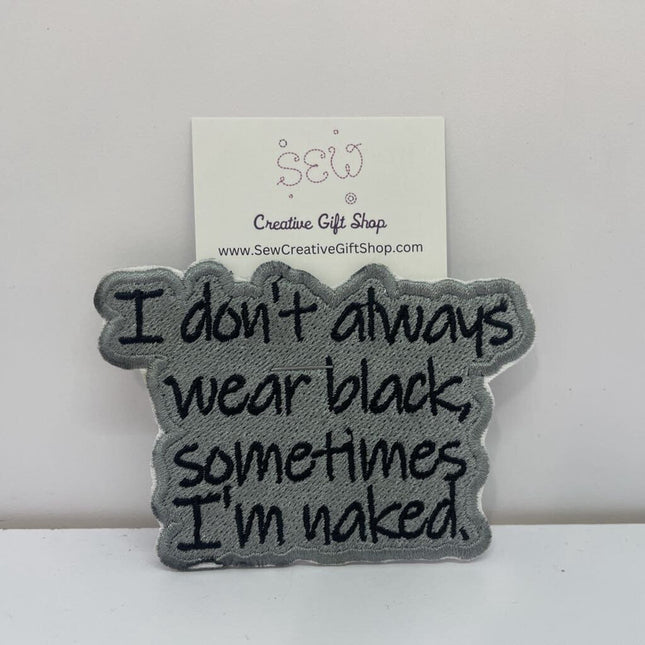 SEW
Creative Gift Shop
www.SewCreativeGiftShop.com
I don't always
wear black,
sometimes
I'm naked.